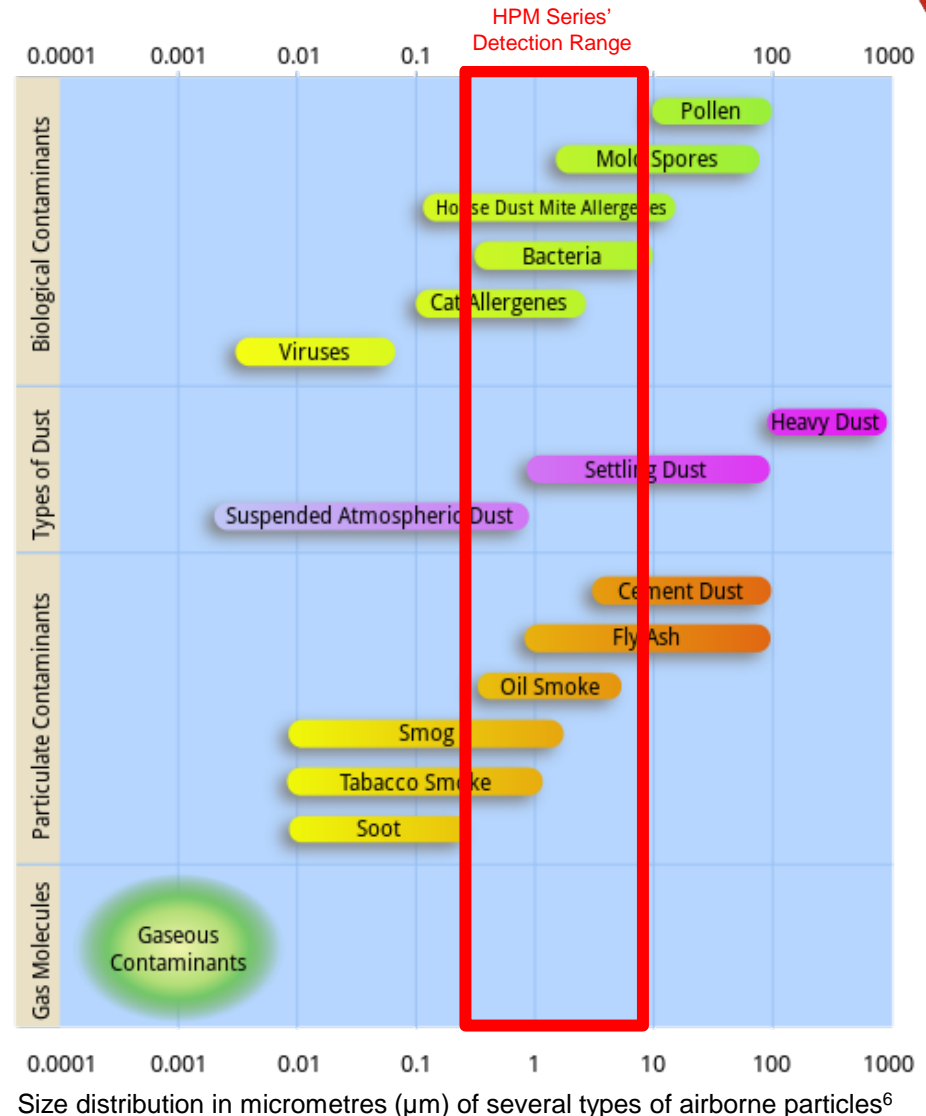 HPM Series’
Detection Range
0.0001 0.001 0.01 0.1 1 10 100 1000
Biological Contaminants
Pollen
Mold Spores
House Dust Mite Allergenes
Bacteria
Cat Allergenes
Viruses
Types of Dust
Heavy Dust
Settling Dust
Suspended Atmospheric Dust
Particulate Contaminants
Cement Dust
Fly Ash
Oil Smoke
Smog
Tabacco Smoke
Soot
Gas Molecules
Gaseous
Contaminants
0.0001 0.001 0.01 0.1 1 10 100 1000
Size distribution in micrometres (μm) of several types of airborne particles⁶